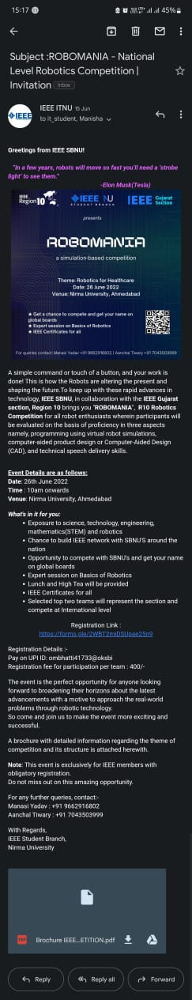 15:17
45%
Subject :ROBOMANIA - National
Level Robotics Competition |
Invitation Inbox
IEEE ITNU 15 Jun
to it_student, Manisha
Greetings from IEEE SBNU!
"In a few years, robots will move so fast you'll need a 'strobe
light' to see them."
-Elon Musk(Tesla)
IEEE Region10
IEEE NU
STUDENT BRANCH
IEEE Gujarat Section
presents
ROBOMANIA
a simulation-based competition
Theme: Robotics for Healthcare
Date: 26 June 2022
Venue: Nirma University, Ahmedabad
★ Get a chance to compete and get your name on
global boards
★ Expert session on Basics of Robotics
★ IEEE Certificates for all
For queries contact: Manasi Yadav +91 9662916802 | Aanchal Tiwary +91 7043503999
A simple command or touch of a button, and your work is
done! This is how the Robots are altering the present and
shaping the future.To keep up with these rapid advances in
technology, IEEE SBNU, in collaboration with the IEEE Gujarat
section, Region 10 brings you "ROBOMANIA", R10 Robotics
Competition for all robot enthusiasts wherein participants will
be evaluated on the basis of proficiency in three aspects
namely, programming using virtual robot simulations,
computer-aided product design or Computer-Aided Design
(CAD), and technical speech delivery skills.
Event Details are as follows:
Date: 26th June 2022
Time : 10am onwards
Venue: Nirma University, Ahmedabad
What's in it for you:
• Exposure to science, technology, engineering,
mathematics(STEM) and robotics
• Chance to build IEEE network with SBNU'S around the
nation
• Opportunity to compete with SBNU's and get your name
on global boards
• Expert session on Basics of Robotics
• Lunch and High Tea will be provided
• IEEE Certificates for all
• Selected top two teams will represent the section and
compete at International level
Registration Link :
https://forms.gle/2WBT2miDSUpae25n9
Registration Details :-
Pay on UPI ID: ombhatti41733@oksbi
Registration fee for participation per team : 400/-
The event is the perfect opportunity for anyone looking
forward to broadening their horizons about the latest
advancements with a motive to approach the real-world
problems through robotic technology.
So come and join us to make the event more exciting and
successful.
A brochure with detailed information regarding the theme of
competition and its structure is attached herewith.
Note: This event is exclusively for IEEE members with
obligatory registration.
Do not miss out on this amazing opportunity.
For any further queries, contact:-
Manasi Yadav : +91 9662916802
Aanchal Tiwary : +91 7043503999
With Regards,
IEEE Student Branch,
Nirma University
PDF Brochure IEEE...ETITION.pdf
Reply
Reply all
Forward